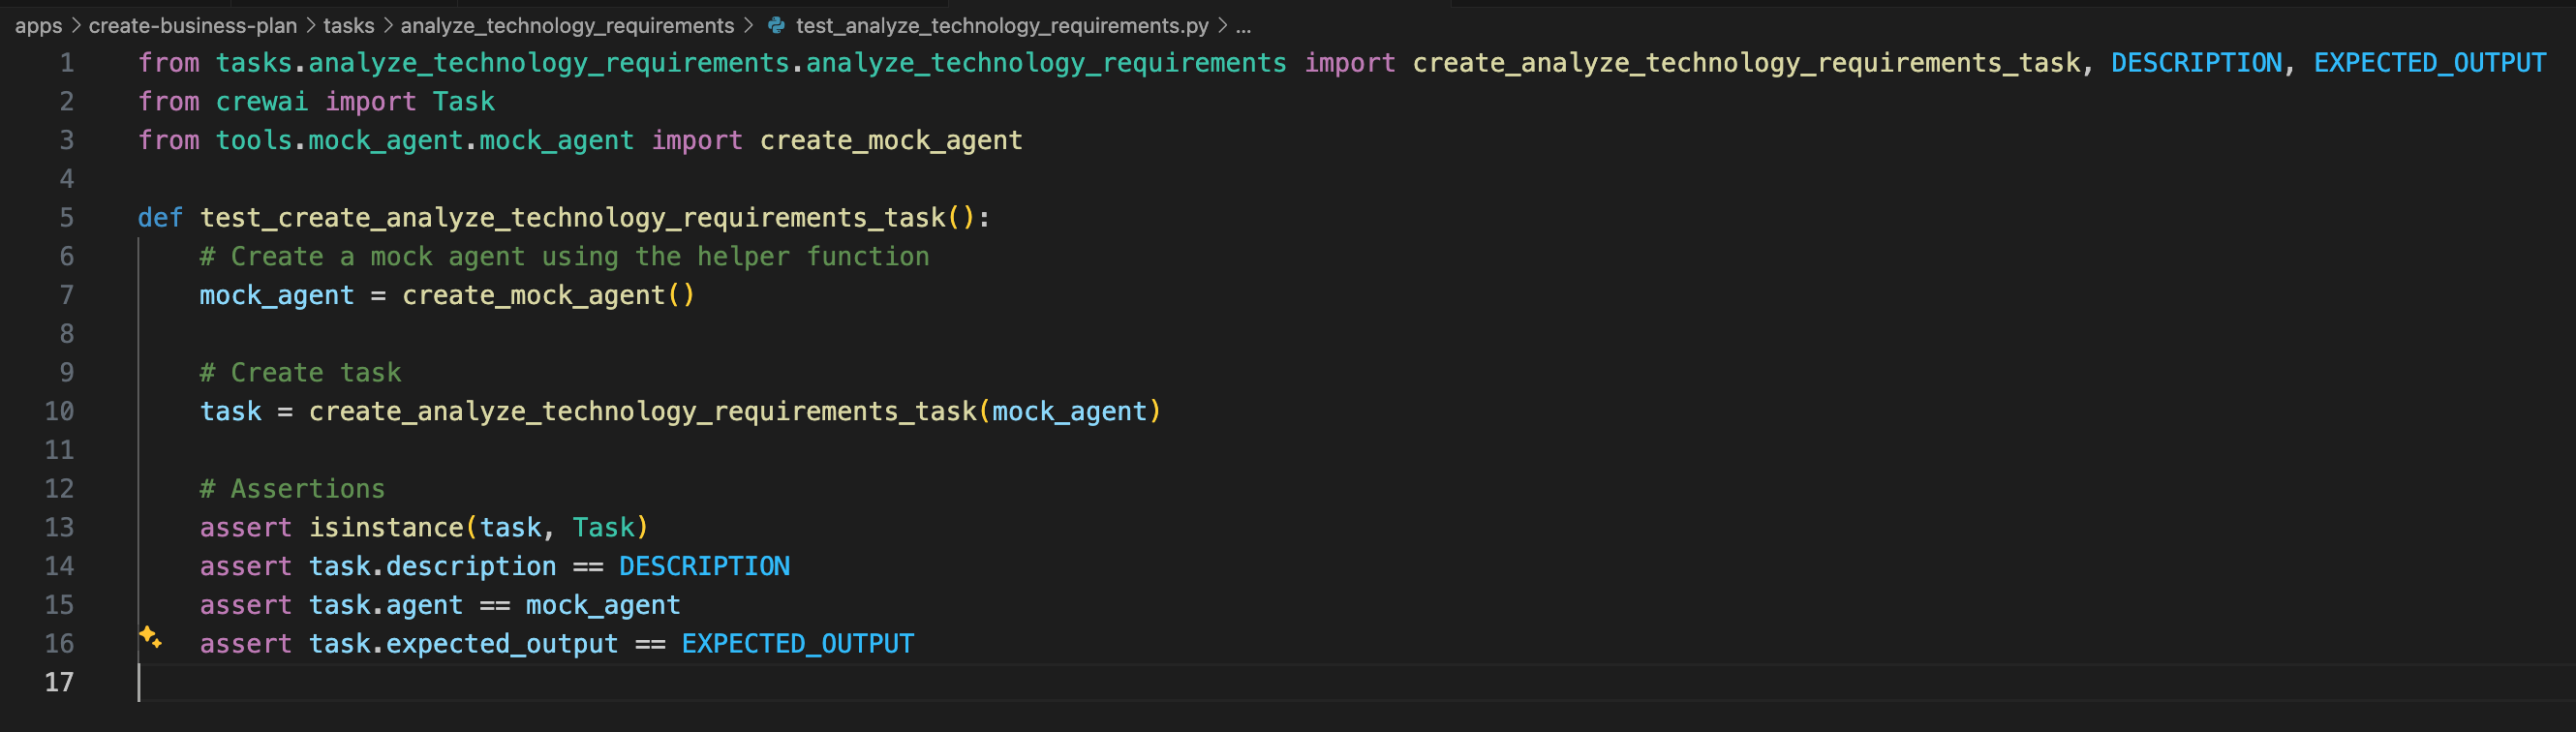 apps > create-business-plan > tasks > analyze_technology_requirements > test_analyze_technology_requirements.py > ...
1 from tasks.analyze_technology_requirements.analyze_technology_requirements import create_analyze_technology_requirements_task, DESCRIPTION, EXPECTED_OUTPUT
2 from crewai import Task
3 from tools.mock_agent.mock_agent import create_mock_agent
4
5 def test_create_analyze_technology_requirements_task():
6     # Create a mock agent using the helper function
7     mock_agent = create_mock_agent()
8
9     # Create task
10     task = create_analyze_technology_requirements_task(mock_agent)
11
12     # Assertions
13     assert isinstance(task, Task)
14     assert task.description == DESCRIPTION
15     assert task.agent == mock_agent
16     assert task.expected_output == EXPECTED_OUTPUT
17